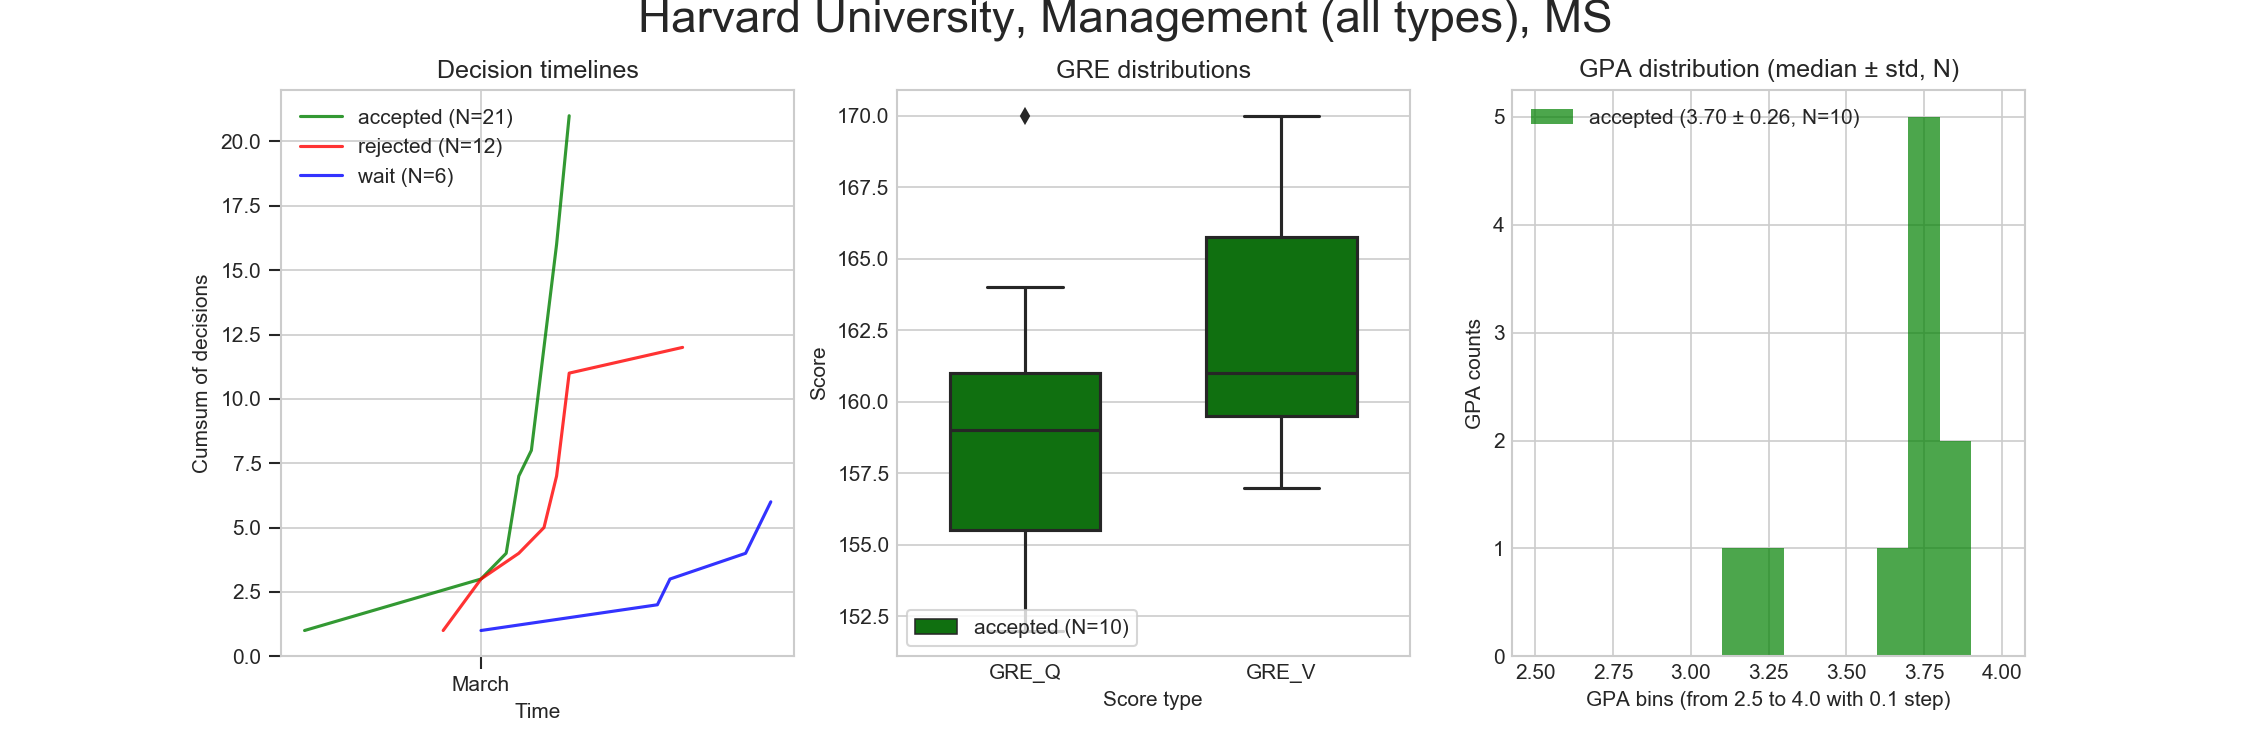 Harvard University, Management (all types), MS
Decision timelines
accepted (N=21)
rejected (N=12)
wait (N=6)
20.0
17.5
15.0
12.5
10.0
7.5
5.0
2.5
0.0
Cumsum of decisions
March
Time
GRE distributions
170.0
167.5
165.0
162.5
160.0
157.5
155.0
152.5
Score
accepted (N=10)
GRE_Q GRE_V
Score type
GPA distribution (median ± std, N)
accepted (3.70 ± 0.26, N=10)
5
4
3
2
1
0
GPA counts
2.50 2.75 3.00 3.25 3.50 3.75 4.00
GPA bins (from 2.5 to 4.0 with 0.1 step)